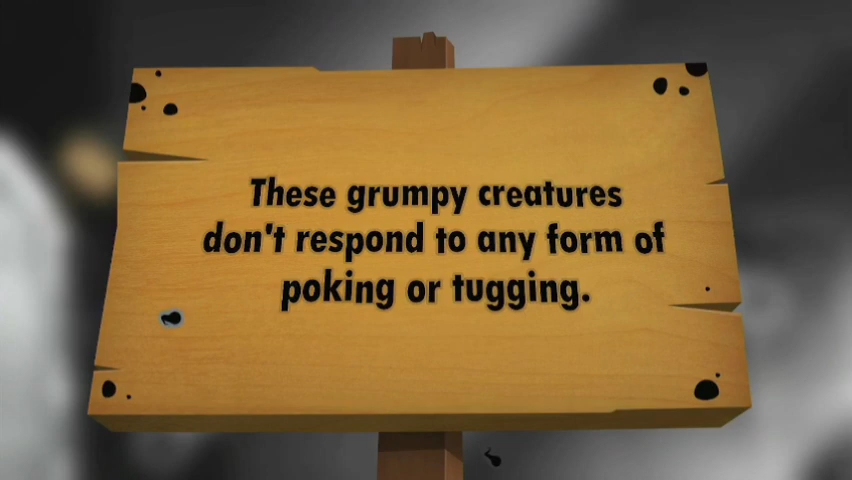 These grumpy creatures
don't respond to any form of
poking or tugging.